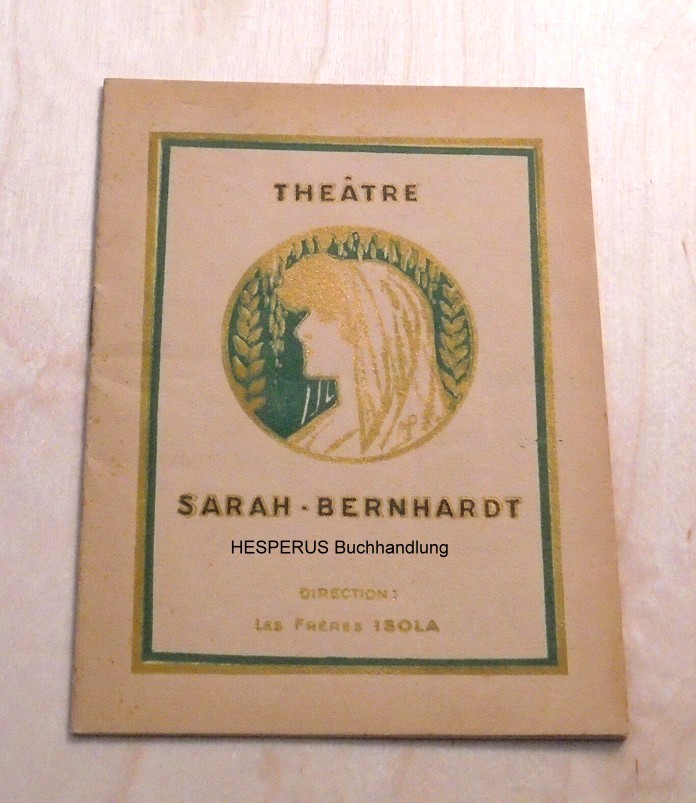 THEÂTRE
SARAH · BERNHARDT
HESPERUS Buchhandlung
DIRECTION:
LES FRÈRES ISOLA